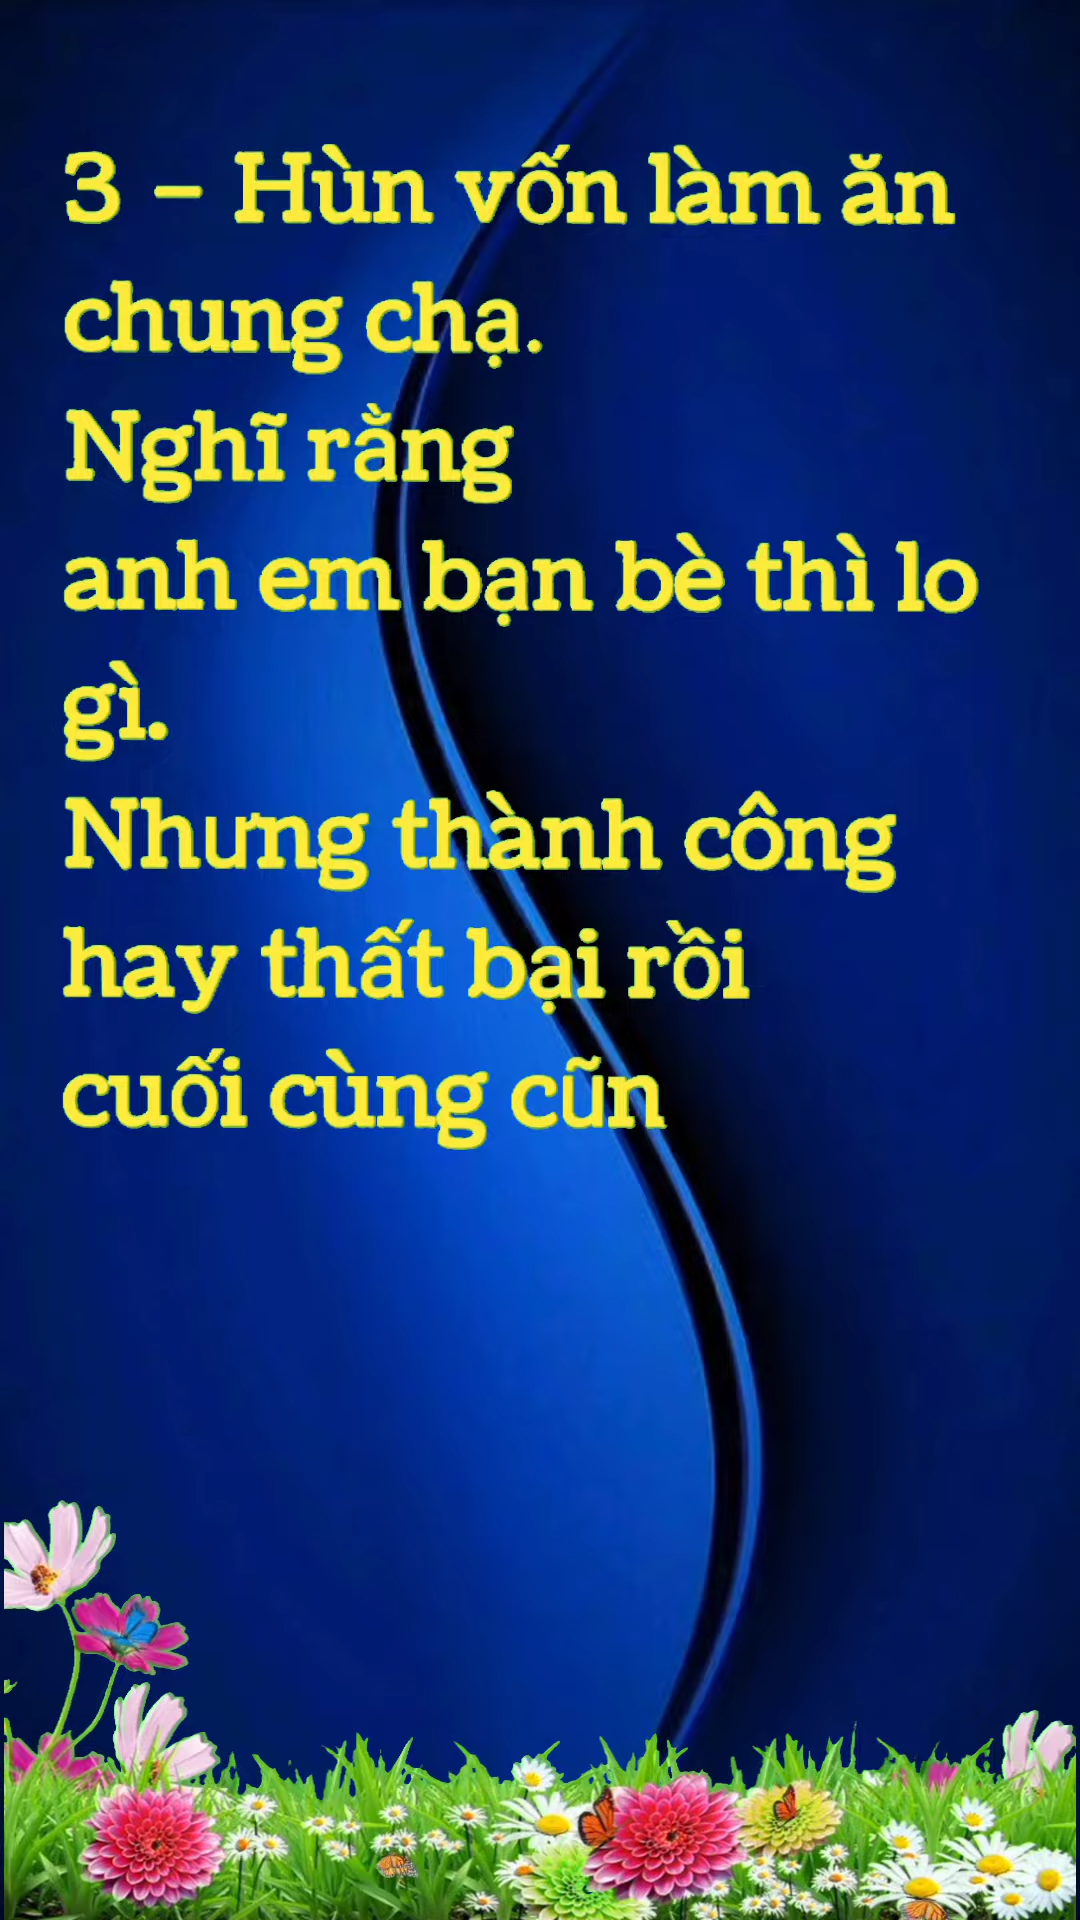 3 – Hùn vốn làm ăn
chung chạ.
Nghĩ rằng
anh em bạn bè thì lo
gì.
Nhưng thành công
hay thất bại rồi
cuối cùng cũn